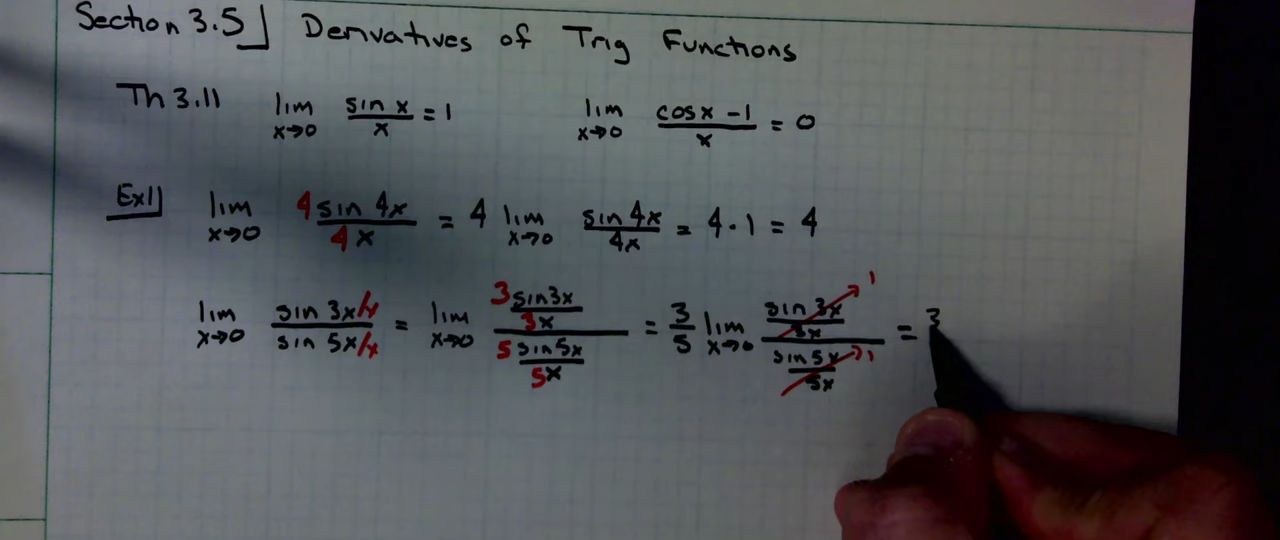 Section 3.5] Derivatives of Trig Functions
Th 3.11 lim x→0 sin x / x = 1 lim x→0 cos x - 1 / x = 0
Ex1] lim x→0 4 sin 4x / 4x = 4 lim x→0 sin 4x / 4x = 4 · 1 = 4
lim x→0 sin 3x/x / sin 5x/x = lim x→0 3 sin 3x / 3x / 5 sin 5x / 5x = 3/5 lim x→0 sin 3x / 3x → 1 / sin 5x / 5x → 1 = 3